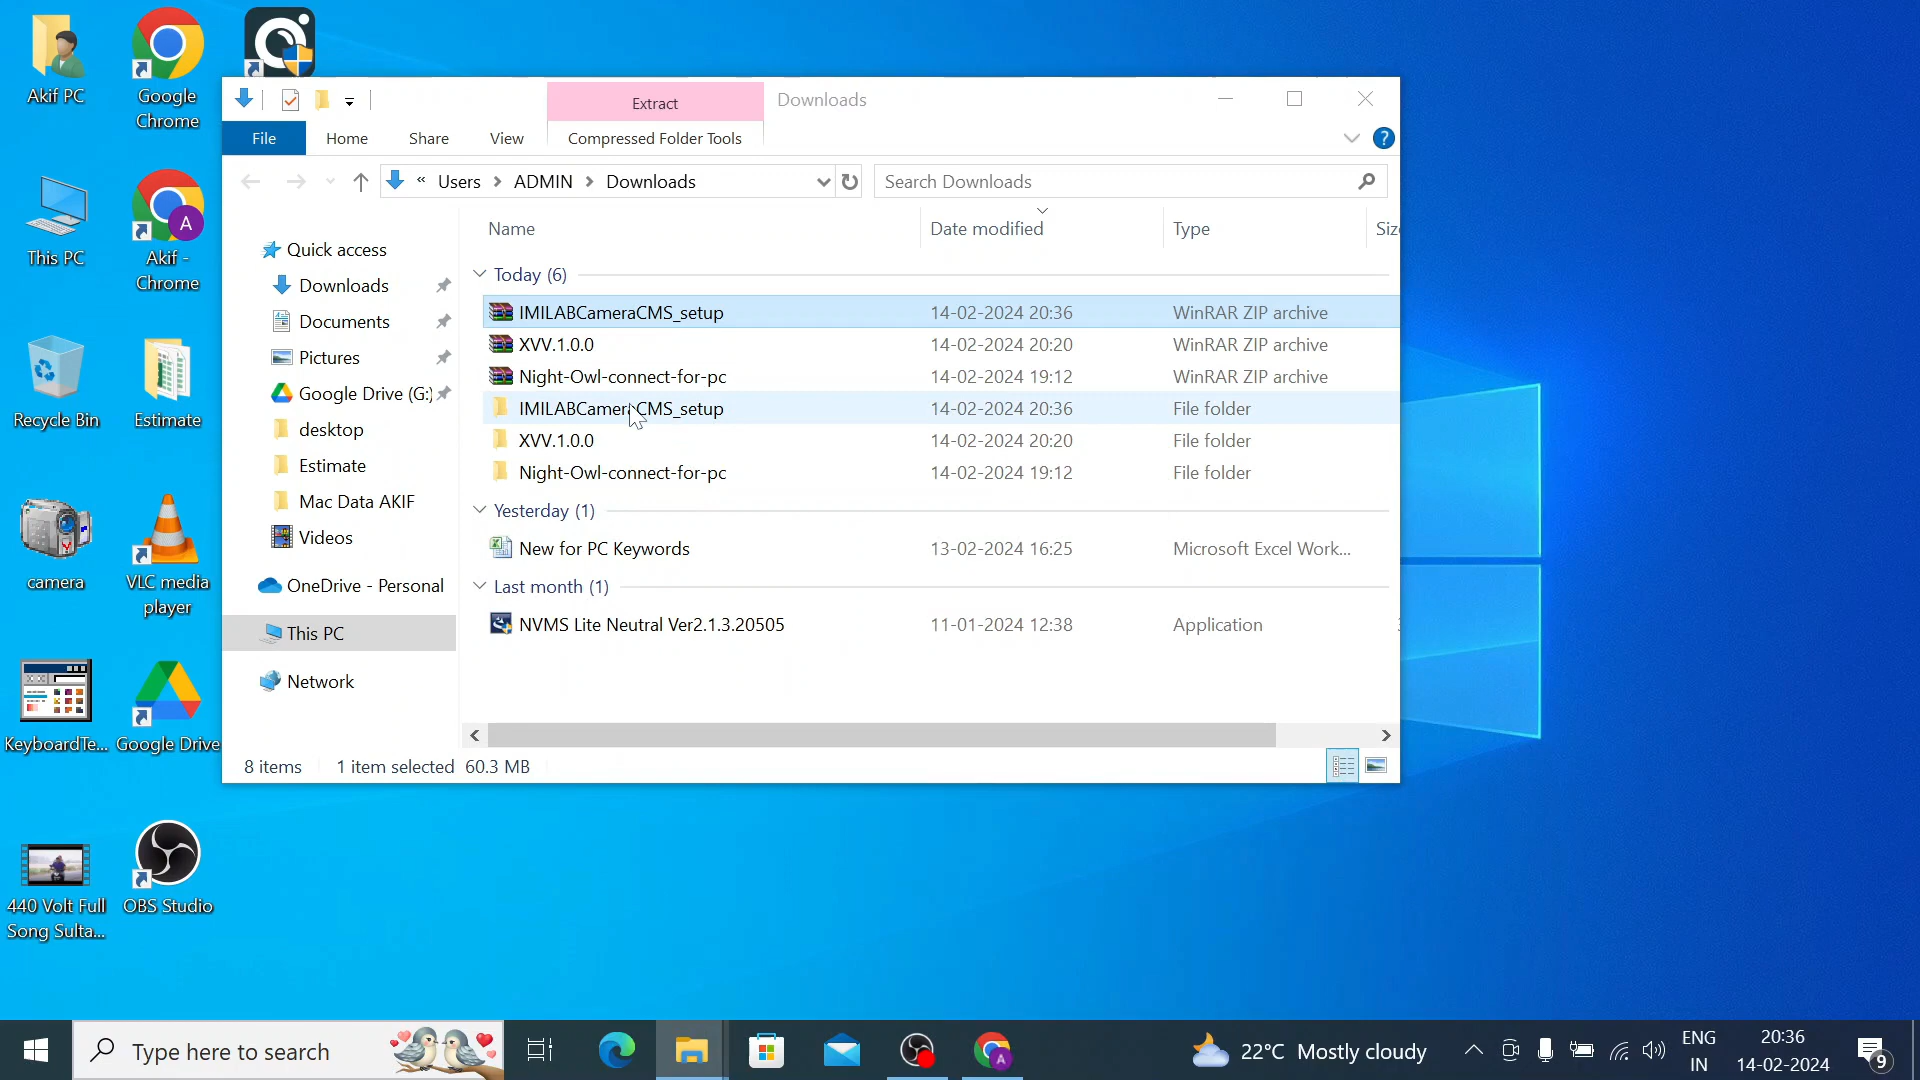 Akif PC
Google
Chrome
This PC
A
Akif -
Chrome
Recycle Bin
Estimate
camera
VLC media
player
KeyboardTe...
Google Drive
440 Volt Full
Song Sulta...
OBS Studio
Extract
Downloads
File
Home
Share
View
Compressed Folder Tools
?
« Users > ADMIN > Downloads
Search Downloads
Name
Date modified
Type
Siz
Quick access
Downloads
Documents
Pictures
Google Drive (G:)
desktop
Estimate
Mac Data AKIF
Videos
OneDrive - Personal
This PC
Network
Today (6)
IMILABCameraCMS_setup 14-02-2024 20:36 WinRAR ZIP archive
XVV.1.0.0 14-02-2024 20:20 WinRAR ZIP archive
Night-Owl-connect-for-pc 14-02-2024 19:12 WinRAR ZIP archive
IMILABCameraCMS_setup 14-02-2024 20:36 File folder
XVV.1.0.0 14-02-2024 20:20 File folder
Night-Owl-connect-for-pc 14-02-2024 19:12 File folder
Yesterday (1)
New for PC Keywords 13-02-2024 16:25 Microsoft Excel Work...
Last month (1)
NVMS Lite Neutral Ver2.1.3.20505 11-01-2024 12:38 Application
8 items
1 item selected 60.3 MB
Type here to search
A
22°C Mostly cloudy
ENG
IN
20:36
14-02-2024
9